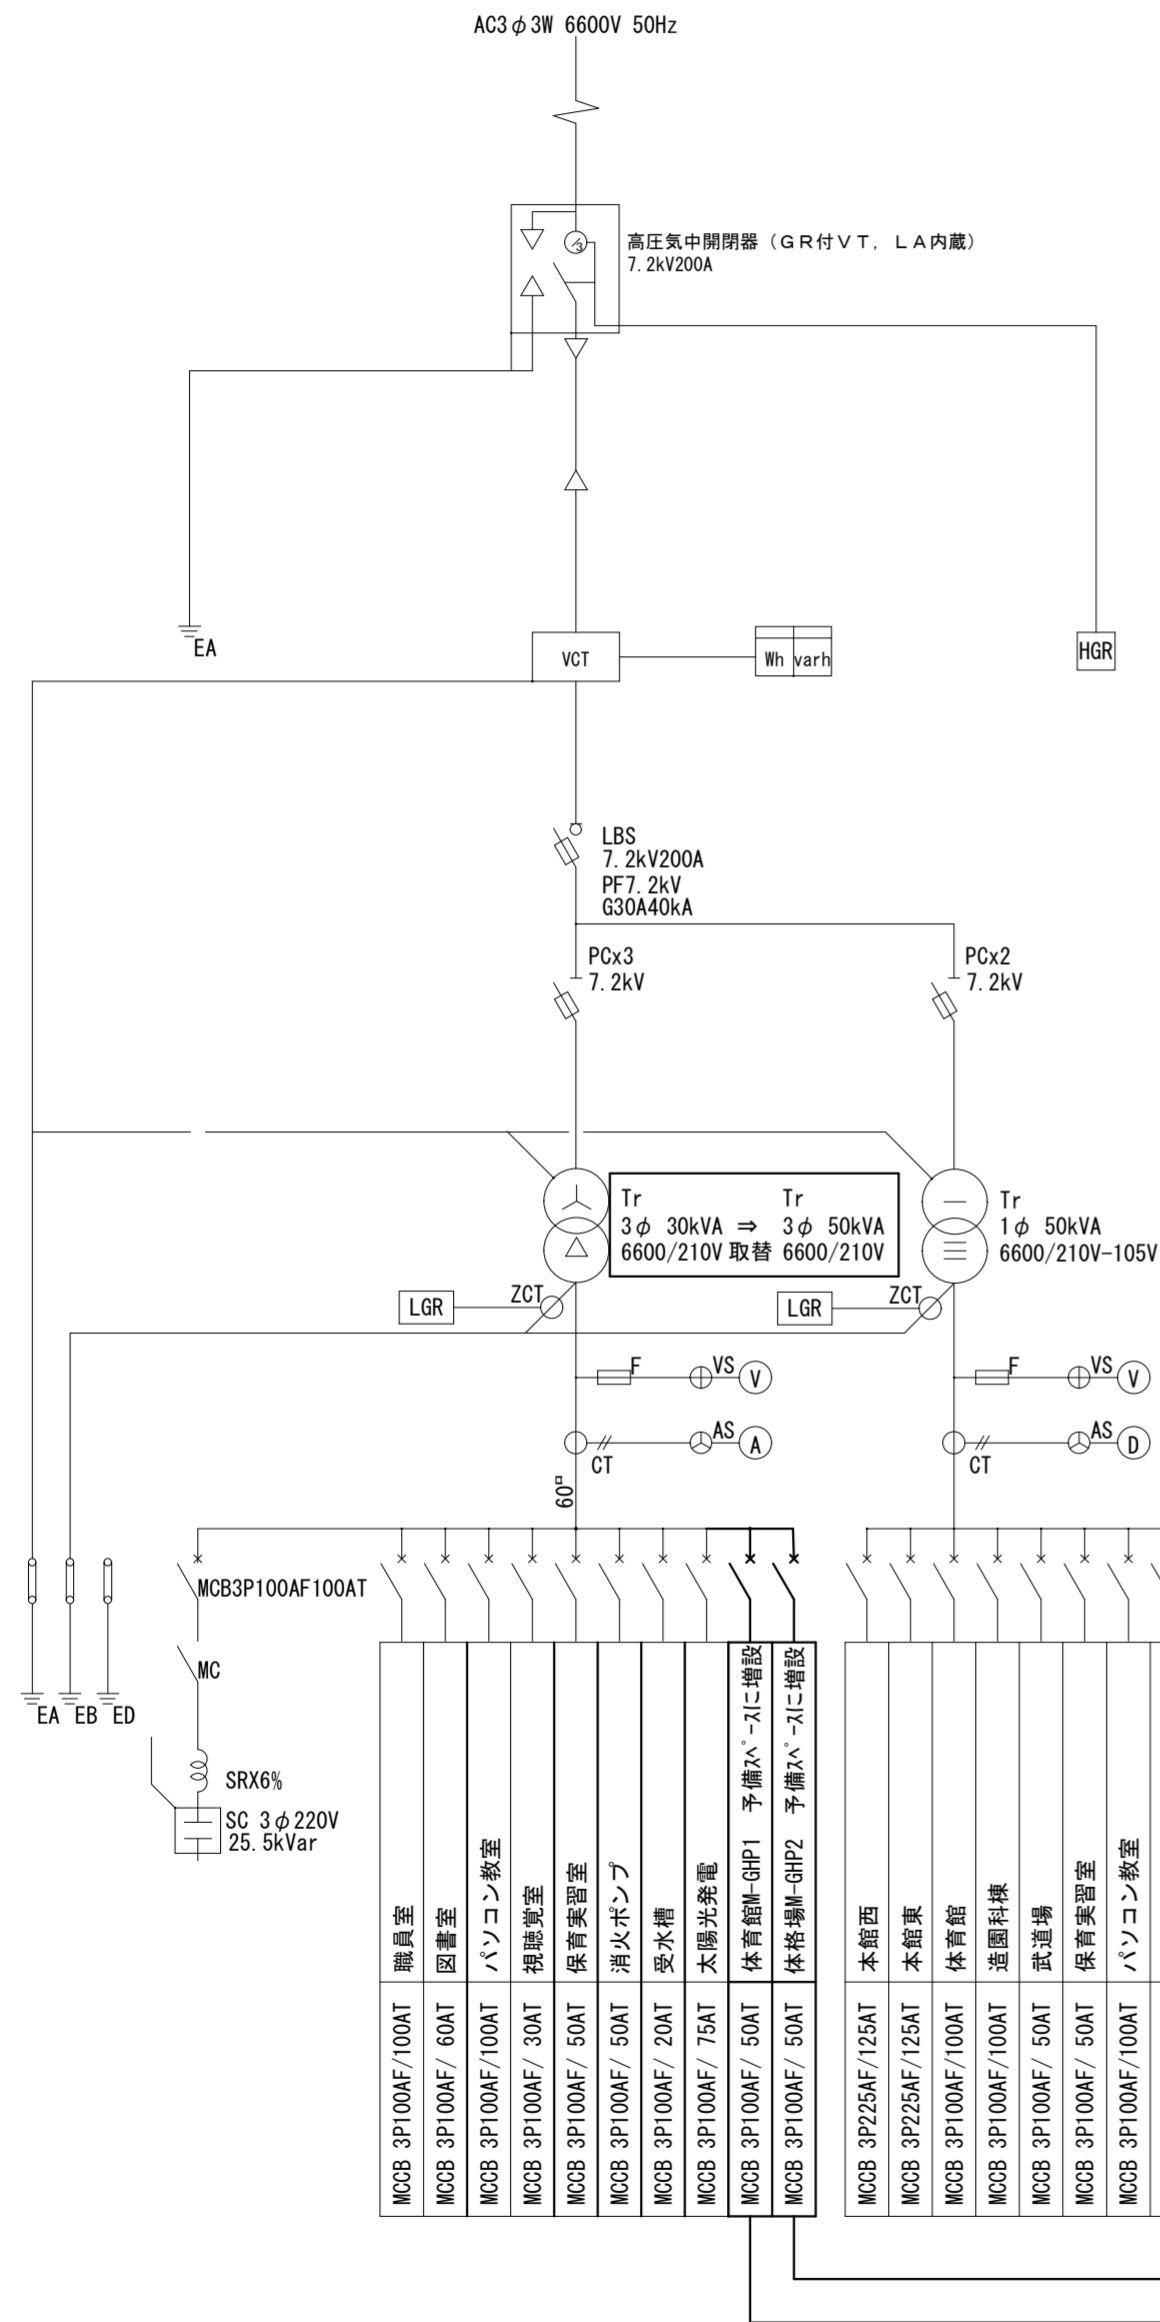 AC3φ3W 6600V 50Hz
高圧気中開閉器（GR付VT，LA内蔵）
7.2kV200A
EA
VCT
Wh varh
HGR
LBS
7.2kV200A
PF7.2kV
G30A40kA
PCx3
7.2kV
PCx2
7.2kV
Tr Tr
3φ 30kVA ⇒ 3φ 50kVA
6600/210V 取替 6600/210V
Tr
1φ 50kVA
6600/210V-105V
LGR
ZCT
LGR
ZCT
F
VS
V
F
VS
V
AS
A
CT
AS
D
CT
60□
MCB3P100AF100AT
MC
EA EB ED
SRX6%
SC 3φ220V
25.5kVar
職員室
MCCB 3P100AF/100AT
図書室
MCCB 3P100AF/ 60AT
パソコン教室
MCCB 3P100AF/100AT
視聴覚室
MCCB 3P100AF/ 30AT
保育実習室
MCCB 3P100AF/ 50AT
消火ポンプ
MCCB 3P100AF/ 50AT
受水槽
MCCB 3P100AF/ 20AT
太陽光発電
MCCB 3P100AF/ 75AT
体育館M-GHP1 予備ｽﾍﾟｰｽに増設
MCCB 3P100AF/ 50AT
体格場M-GHP2 予備ｽﾍﾟｰｽに増設
MCCB 3P100AF/ 50AT
本館西
MCCB 3P225AF/125AT
本館東
MCCB 3P225AF/125AT
体育館
MCCB 3P100AF/100AT
造園科棟
MCCB 3P100AF/100AT
武道場
MCCB 3P100AF/ 50AT
保育実習室
MCCB 3P100AF/ 50AT
パソコン教室
MCCB 3P100AF/100AT